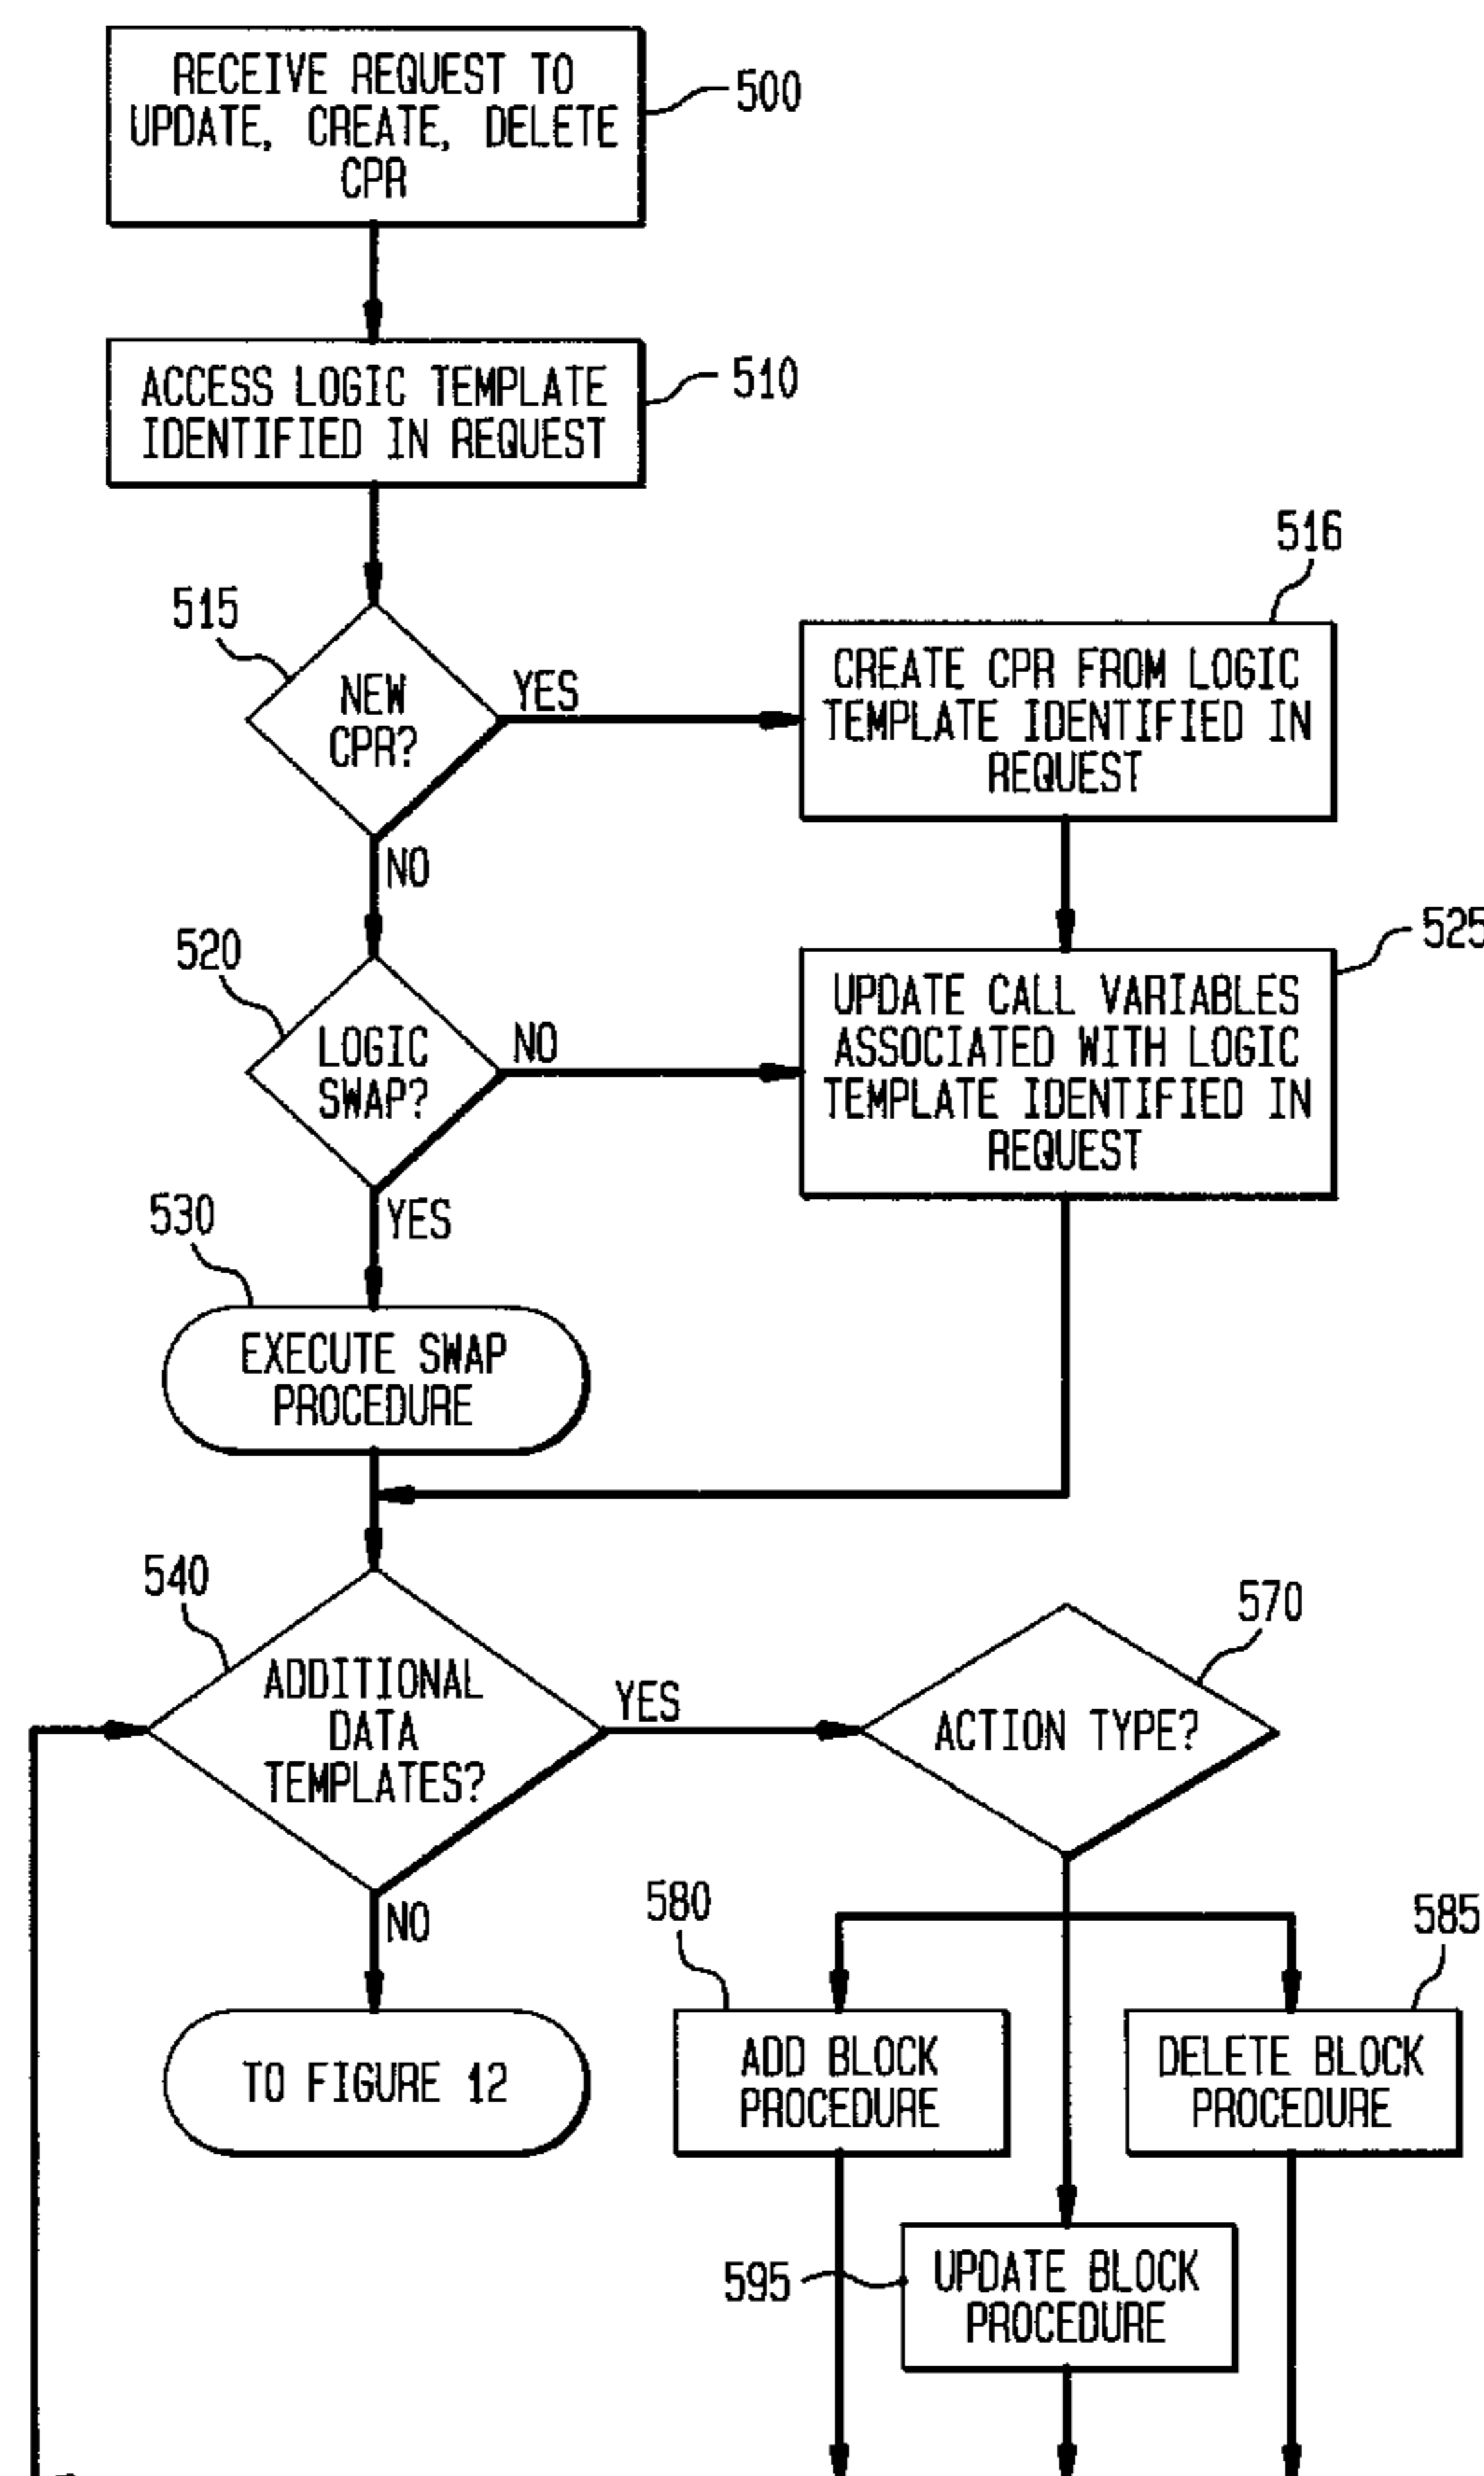 RECEIVE REQUEST TO
UPDATE, CREATE, DELETE
CPR
500
ACCESS LOGIC TEMPLATE
IDENTIFIED IN REQUEST
510
515
NEW
CPR?
YES
NO
516
CREATE CPR FROM LOGIC
TEMPLATE IDENTIFIED IN
REQUEST
520
LOGIC
SWAP?
NO
YES
525
UPDATE CALL VARIABLES
ASSOCIATED WITH LOGIC
TEMPLATE IDENTIFIED IN
REQUEST
530
EXECUTE SWAP
PROCEDURE
540
ADDITIONAL
DATA
TEMPLATES?
YES
NO
570
ACTION TYPE?
TO FIGURE 12
580
ADD BLOCK
PROCEDURE
585
DELETE BLOCK
PROCEDURE
595
UPDATE BLOCK
PROCEDURE